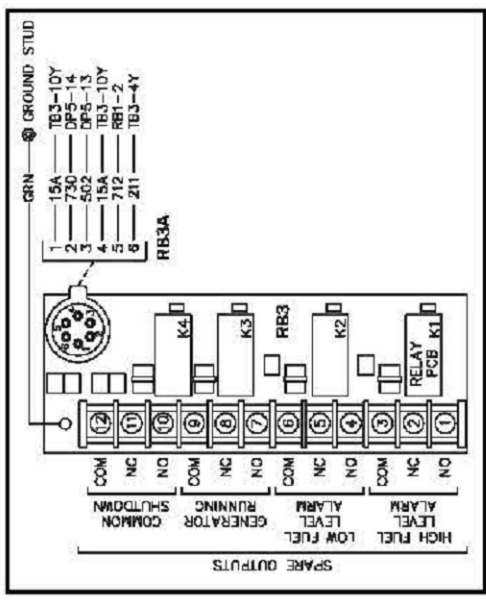 GROUND STUD
GRN
1 15A TB3-10Y
2 730 DP5-14
3 502 DP5-13
4 15A TB3-10Y
5 712 RB1-2
6 211 TB3-4Y
RB3A
RB3
K4
K3
K2
K1
RELAY
PCB
12 COM
11 NC
10 NO
COMMON
SHUTDOWN
9 COM
8 NC
7 NO
GENERATOR
RUNNING
6 COM
5 NC
4 NO
LOW FUEL
LEVEL
ALARM
3 COM
2 NC
1 NO
HIGH FUEL
LEVEL
ALARM
SPARE OUTPUTS